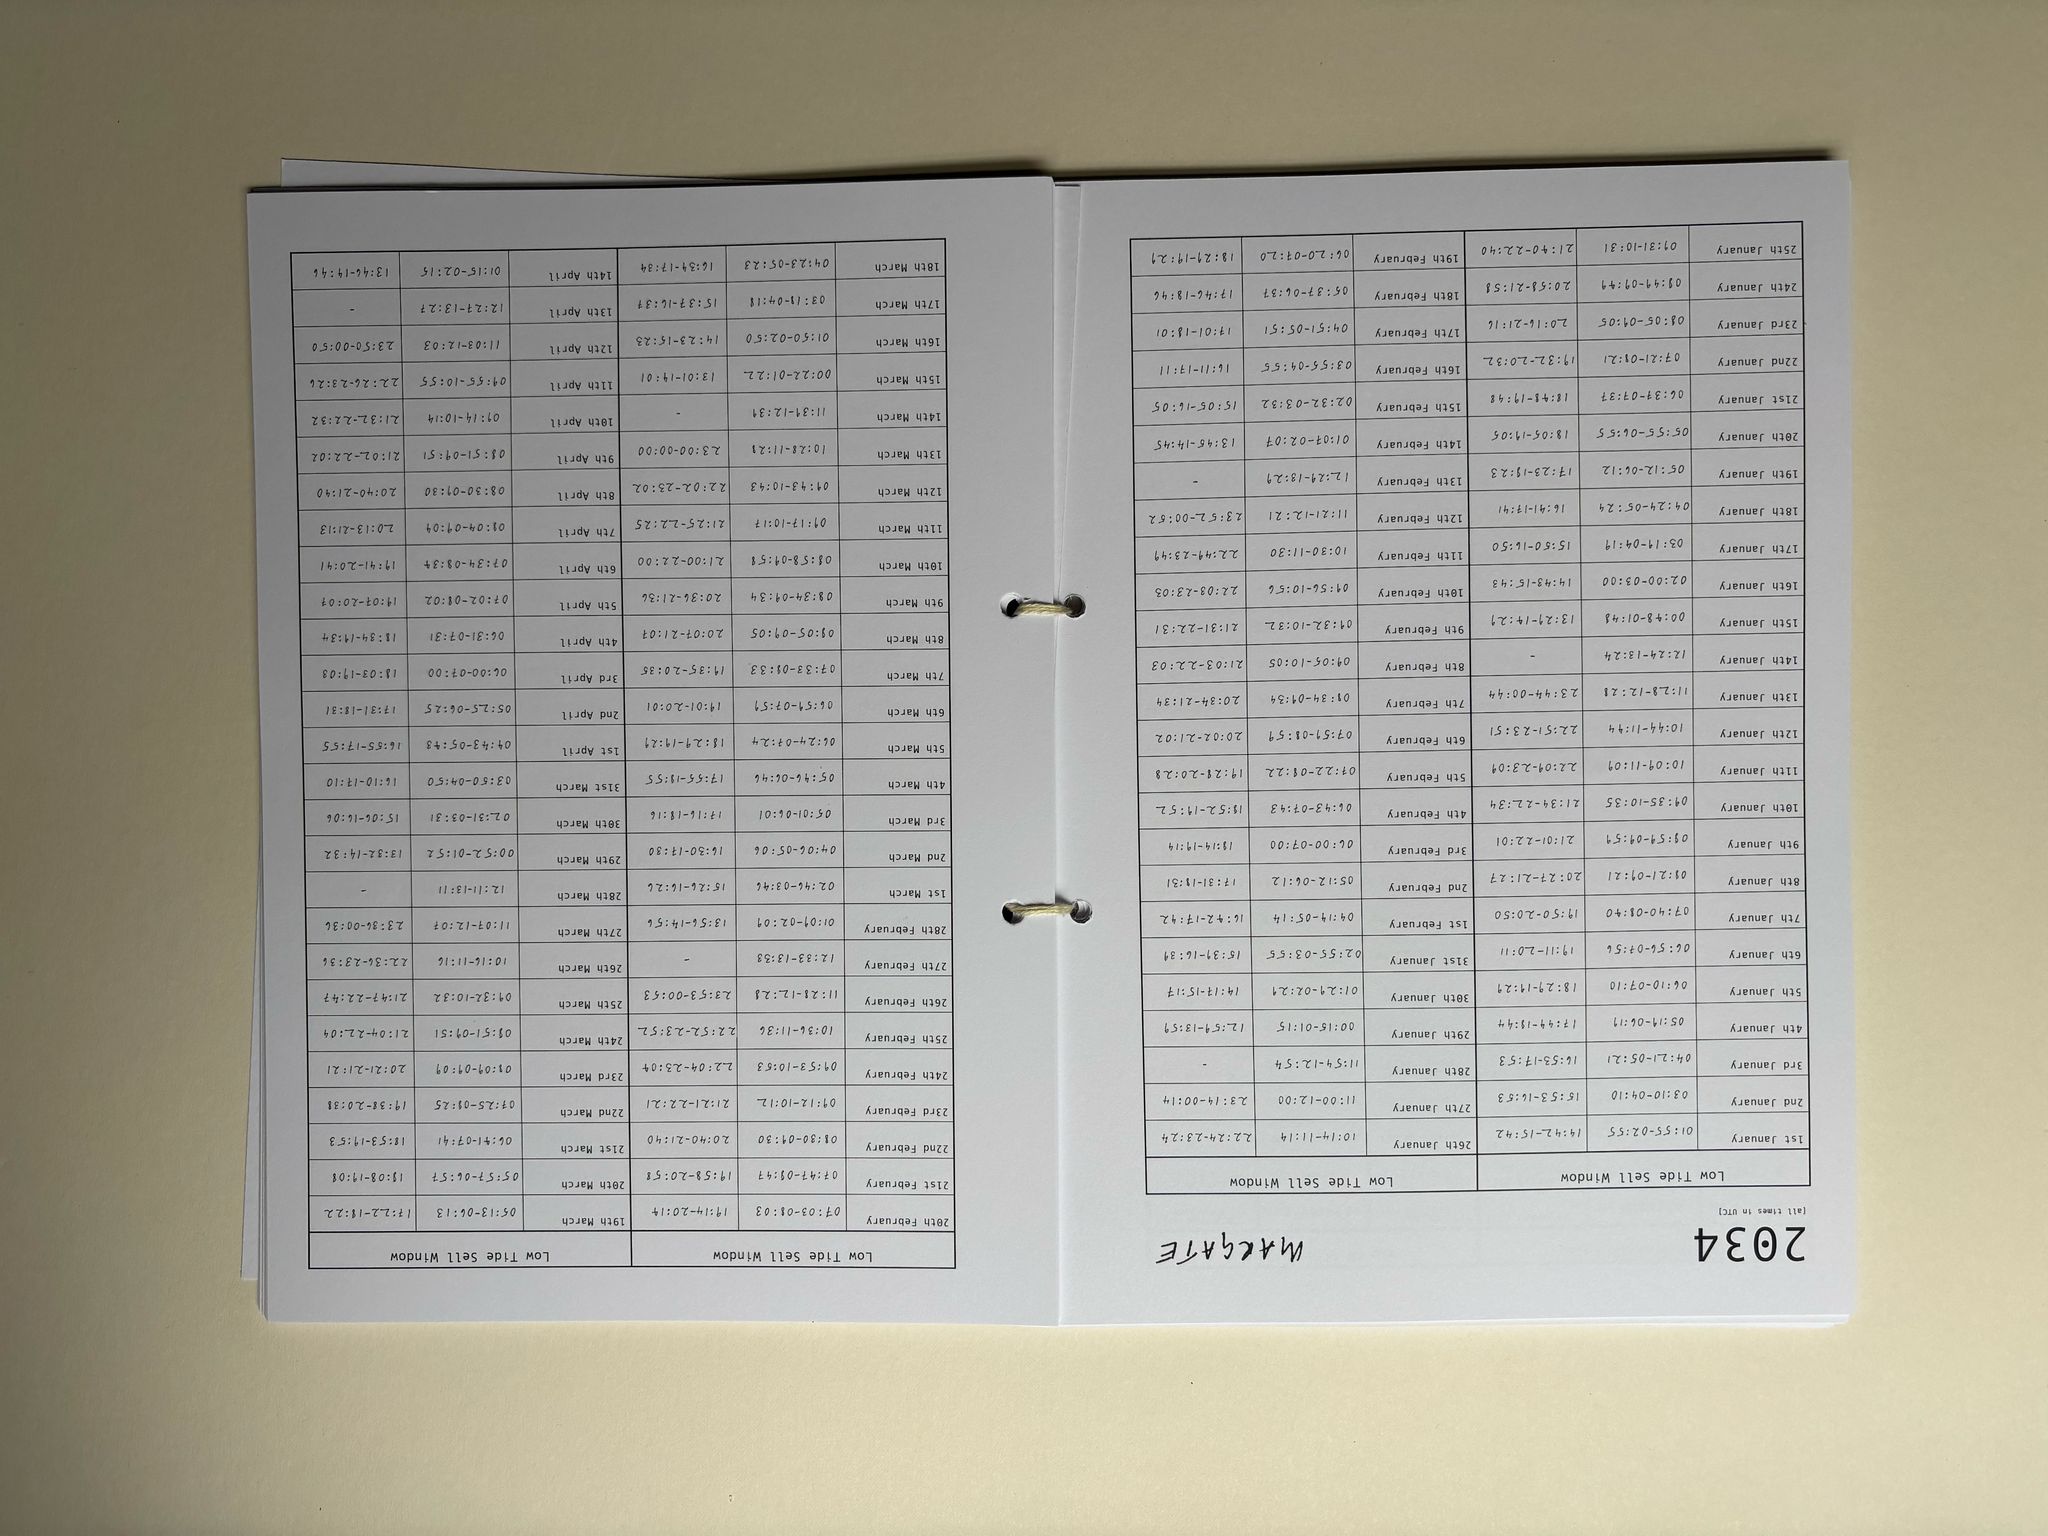 2034 MARGATE
[all times in UTC]
Low Tide Sell Window Low Tide Sell Window
1st January 01:55-02:55 14:42-15:42 26th January 10:14-11:14 22:24-23:24
2nd January 03:10-04:10 15:53-16:53 27th January 11:00-12:00 23:14-00:14
3rd January 04:21-05:21 16:53-17:53 28th January 11:54-12:54 -
4th January 05:19-06:19 17:44-18:44 29th January 00:15-01:15 12:59-13:59
5th January 06:10-07:10 18:29-19:29 30th January 01:29-02:29 14:17-15:17
6th January 06:56-07:56 19:11-20:11 31st January 02:55-03:55 15:39-16:39
7th January 07:40-08:40 19:50-20:50 1st February 04:14-05:14 16:42-17:42
8th January 08:21-09:21 20:27-21:27 2nd February 05:12-06:12 17:31-18:31
9th January 08:59-09:59 21:01-22:01 3rd February 06:00-07:00 18:14-19:14
10th January 09:35-10:35 21:34-22:34 4th February 06:43-07:43 18:52-19:52
11th January 10:09-11:09 22:09-23:09 5th February 07:22-08:22 19:28-20:28
12th January 10:44-11:44 22:51-23:51 6th February 07:59-08:59 20:02-21:02
13th January 11:28-12:28 23:44-00:44 7th February 08:34-09:34 20:34-21:34
14th January 12:24-13:24 - 8th February 09:05-10:05 21:03-22:03
15th January 00:48-01:48 13:29-14:29 9th February 09:32-10:32 21:31-22:31
16th January 02:00-03:00 14:43-15:43 10th February 09:56-10:56 22:03-23:03
17th January 03:19-04:19 15:50-16:50 11th February 10:30-11:30 22:49-23:49
18th January 04:24-05:24 16:41-17:41 12th February 11:21-12:21 23:52-00:52
19th January 05:12-06:12 17:23-18:23 13th February 12:29-13:29 -
20th January 05:55-06:55 18:05-19:05 14th February 01:07-02:07 13:45-14:45
21st January 06:37-07:37 18:48-19:48 15th February 02:32-03:32 15:05-16:05
22nd January 07:21-08:21 19:32-20:32 16th February 03:55-04:55 16:11-17:11
23rd January 08:05-09:05 20:16-21:16 17th February 04:51-05:51 17:01-18:01
24th January 08:49-09:49 20:58-21:58 18th February 05:37-06:37 17:46-18:46
25th January 09:31-10:31 21:40-22:40 19th February 06:20-07:20 18:29-19:29
Low Tide Sell Window Low Tide Sell Window
20th February 07:03-08:03 19:14-20:14 19th March 05:13-06:13 17:22-18:22
21st February 07:47-08:47 19:58-20:58 20th March 05:57-06:57 18:08-19:08
22nd February 08:30-09:30 20:40-21:40 21st March 06:41-07:41 18:53-19:53
23rd February 09:12-10:12 21:21-22:21 22nd March 07:25-08:25 19:38-20:38
24th February 09:53-10:53 22:04-23:04 23rd March 08:09-09:09 20:21-21:21
25th February 10:36-11:36 22:52-23:52 24th March 08:51-09:51 21:04-22:04
26th February 11:28-12:28 23:53-00:53 25th March 09:32-10:32 21:47-22:47
27th February 12:33-13:33 - 26th March 10:16-11:16 22:36-23:36
28th February 01:09-02:09 13:56-14:56 27th March 11:07-12:07 23:36-00:36
1st March 02:46-03:46 15:26-16:26 28th March 12:11-13:11 -
2nd March 04:06-05:06 16:30-17:30 29th March 00:52-01:52 13:32-14:32
3rd March 05:01-06:01 17:16-18:16 30th March 02:31-03:31 15:06-16:06
4th March 05:46-06:46 17:55-18:55 31st March 03:50-04:50 16:10-17:10
5th March 06:24-07:24 18:29-19:29 1st April 04:43-05:43 16:55-17:55
6th March 06:59-07:59 19:01-20:01 2nd April 05:25-06:25 17:31-18:31
7th March 07:33-08:33 19:35-20:35 3rd April 06:00-07:00 18:03-19:03
8th March 08:05-09:05 20:07-21:07 4th April 06:31-07:31 18:34-19:34
9th March 08:34-09:34 20:36-21:36 5th April 07:02-08:02 19:07-20:07
10th March 08:58-09:58 21:00-22:00 6th April 07:34-08:34 19:41-20:41
11th March 09:17-10:17 21:25-22:25 7th April 08:04-09:04 20:13-21:13
12th March 09:43-10:43 22:02-23:02 8th April 08:30-09:30 20:40-21:40
13th March 10:28-11:28 23:00-00:00 9th April 08:51-09:51 21:02-22:02
14th March 11:39-12:39 - 10th April 09:14-10:14 21:32-22:32
15th March 00:22-01:22 13:01-14:01 11th April 09:55-10:55 22:26-23:26
16th March 01:50-02:50 14:23-15:23 12th April 11:03-12:03 23:50-00:50
17th March 03:18-04:18 15:37-16:37 13th April 12:27-13:27 -
18th March 04:23-05:23 16:34-17:34 14th April 01:15-02:15 13:46-14:46